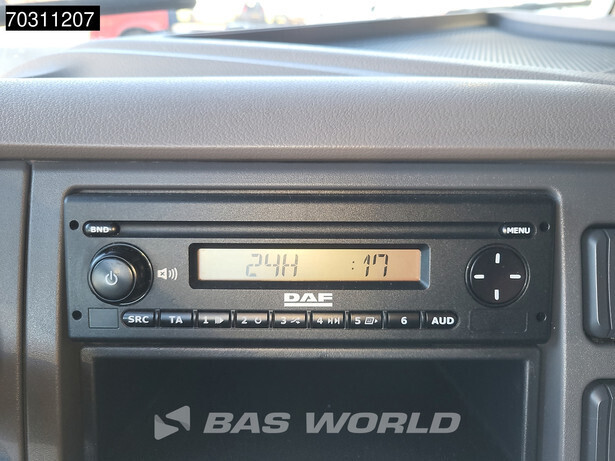 70311207
BND
MENU
24H :17
DAF
SRC TA 1 2 3 4 5 6 AUD
BAS WORLD